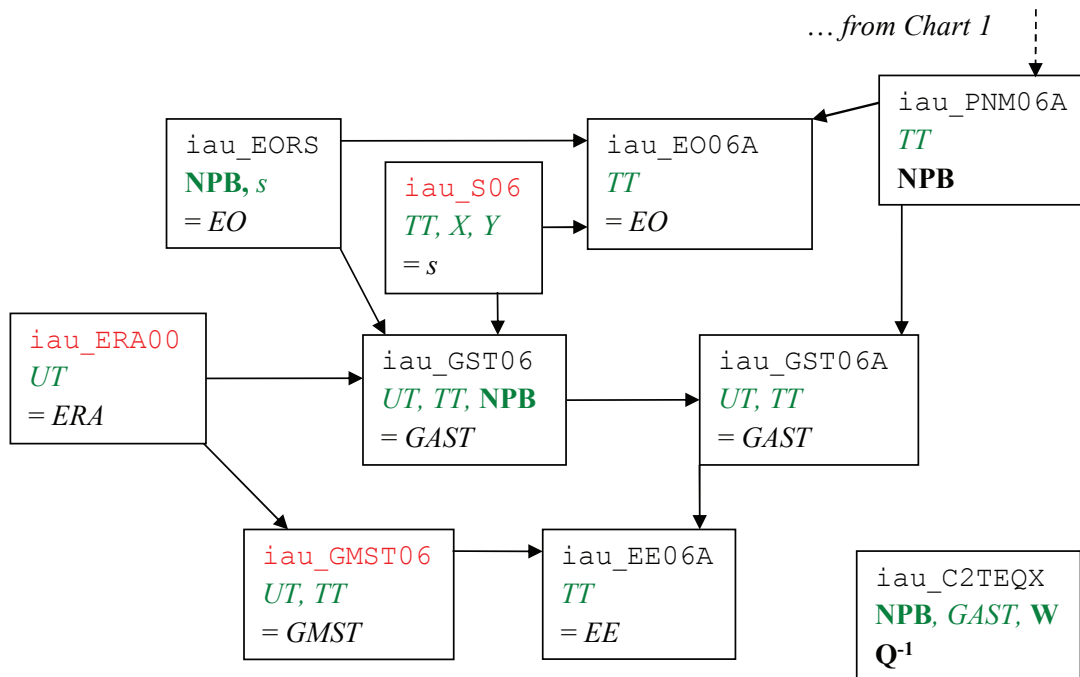 … from Chart 1
iau_PNM06A
TT
NPB
iau_EORS
NPB, s
= EO
iau_EO06A
TT
= EO
iau_S06
TT, X, Y
= s
iau_ERA00
UT
= ERA
iau_GST06
UT, TT, NPB
= GAST
iau_GST06A
UT, TT
= GAST
iau_GMST06
UT, TT
= GMST
iau_EE06A
TT
= EE
iau_C2TEQX
NPB, GAST, W
Q⁻¹